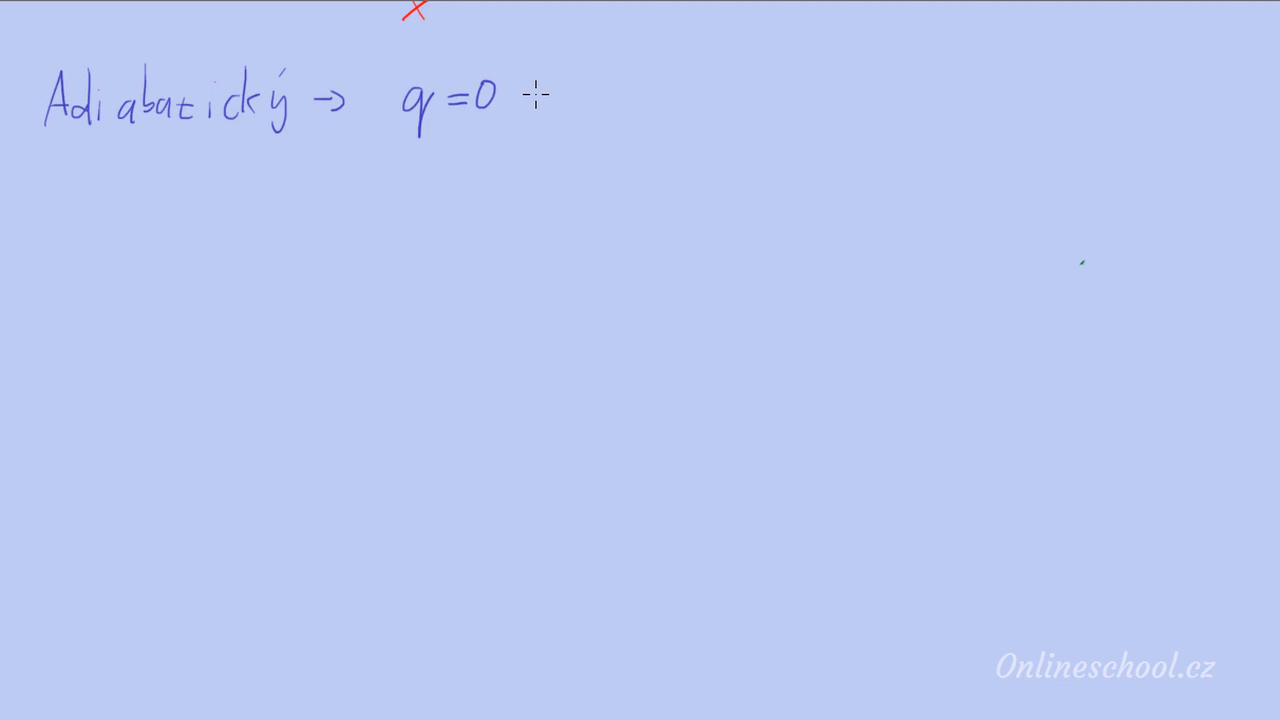 Adiabatický → q = 0
Onlineschool.cz